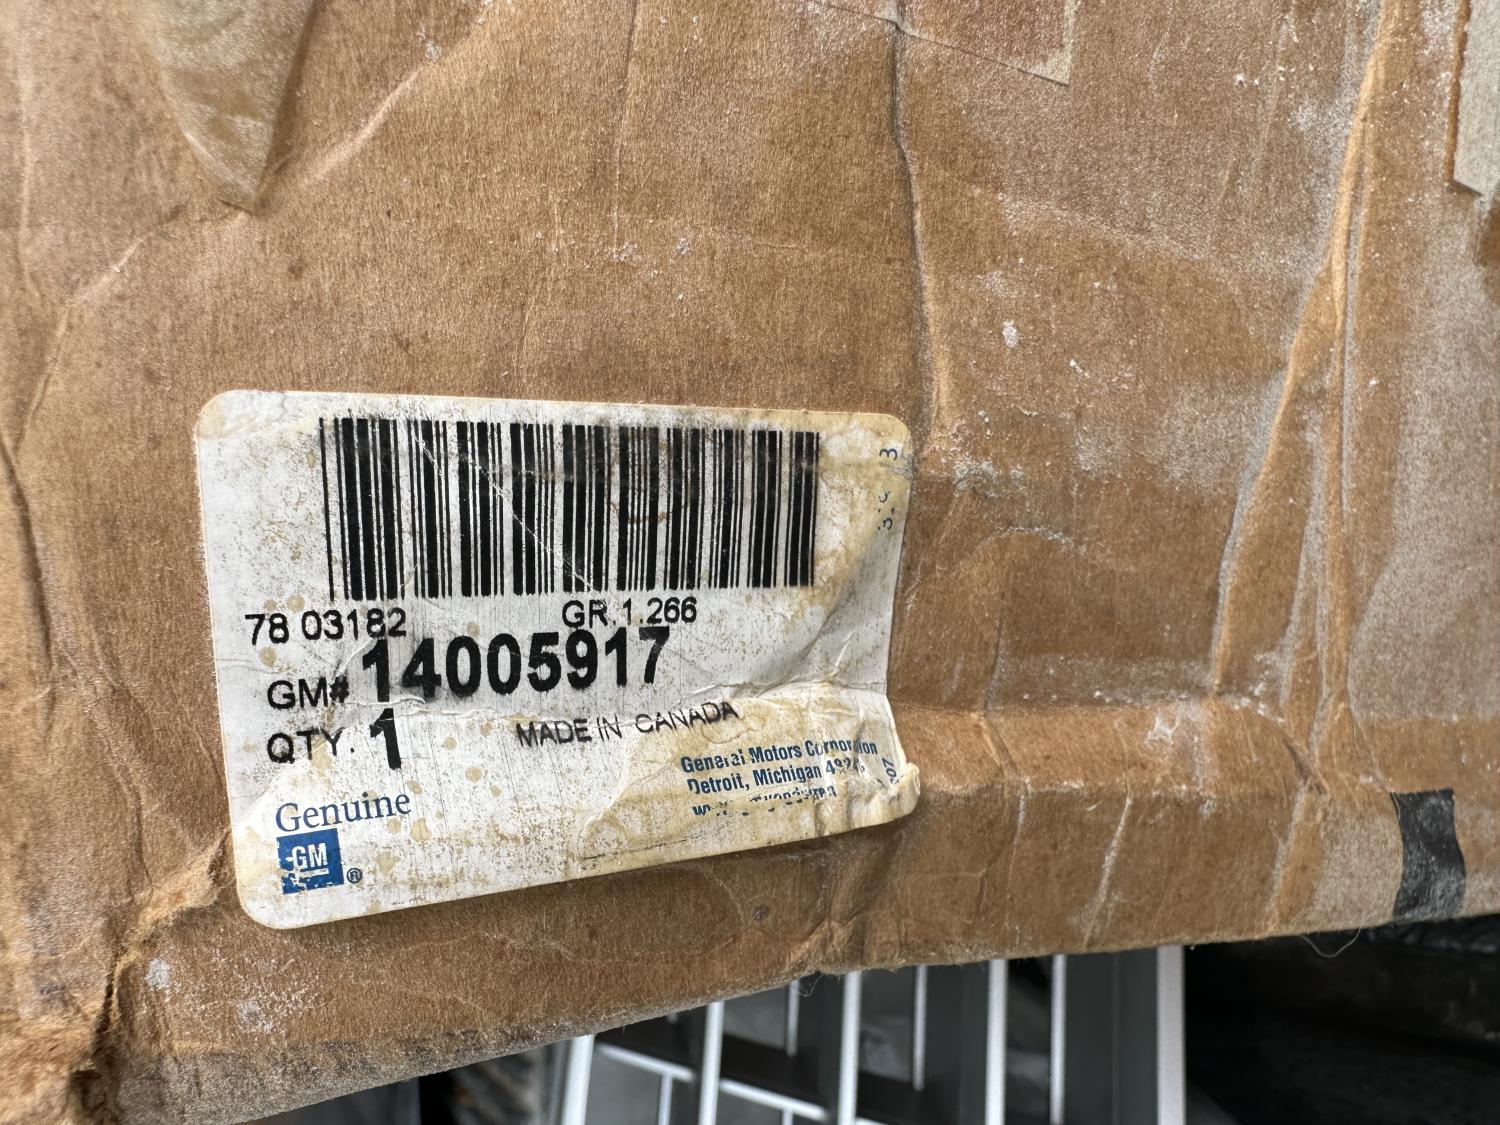 78 03182 GR. 1.266
GM# 14005917
QTY. 1 MADE IN CANADA
General Motors Corporation
Detroit, Michigan
Genuine
GM ®